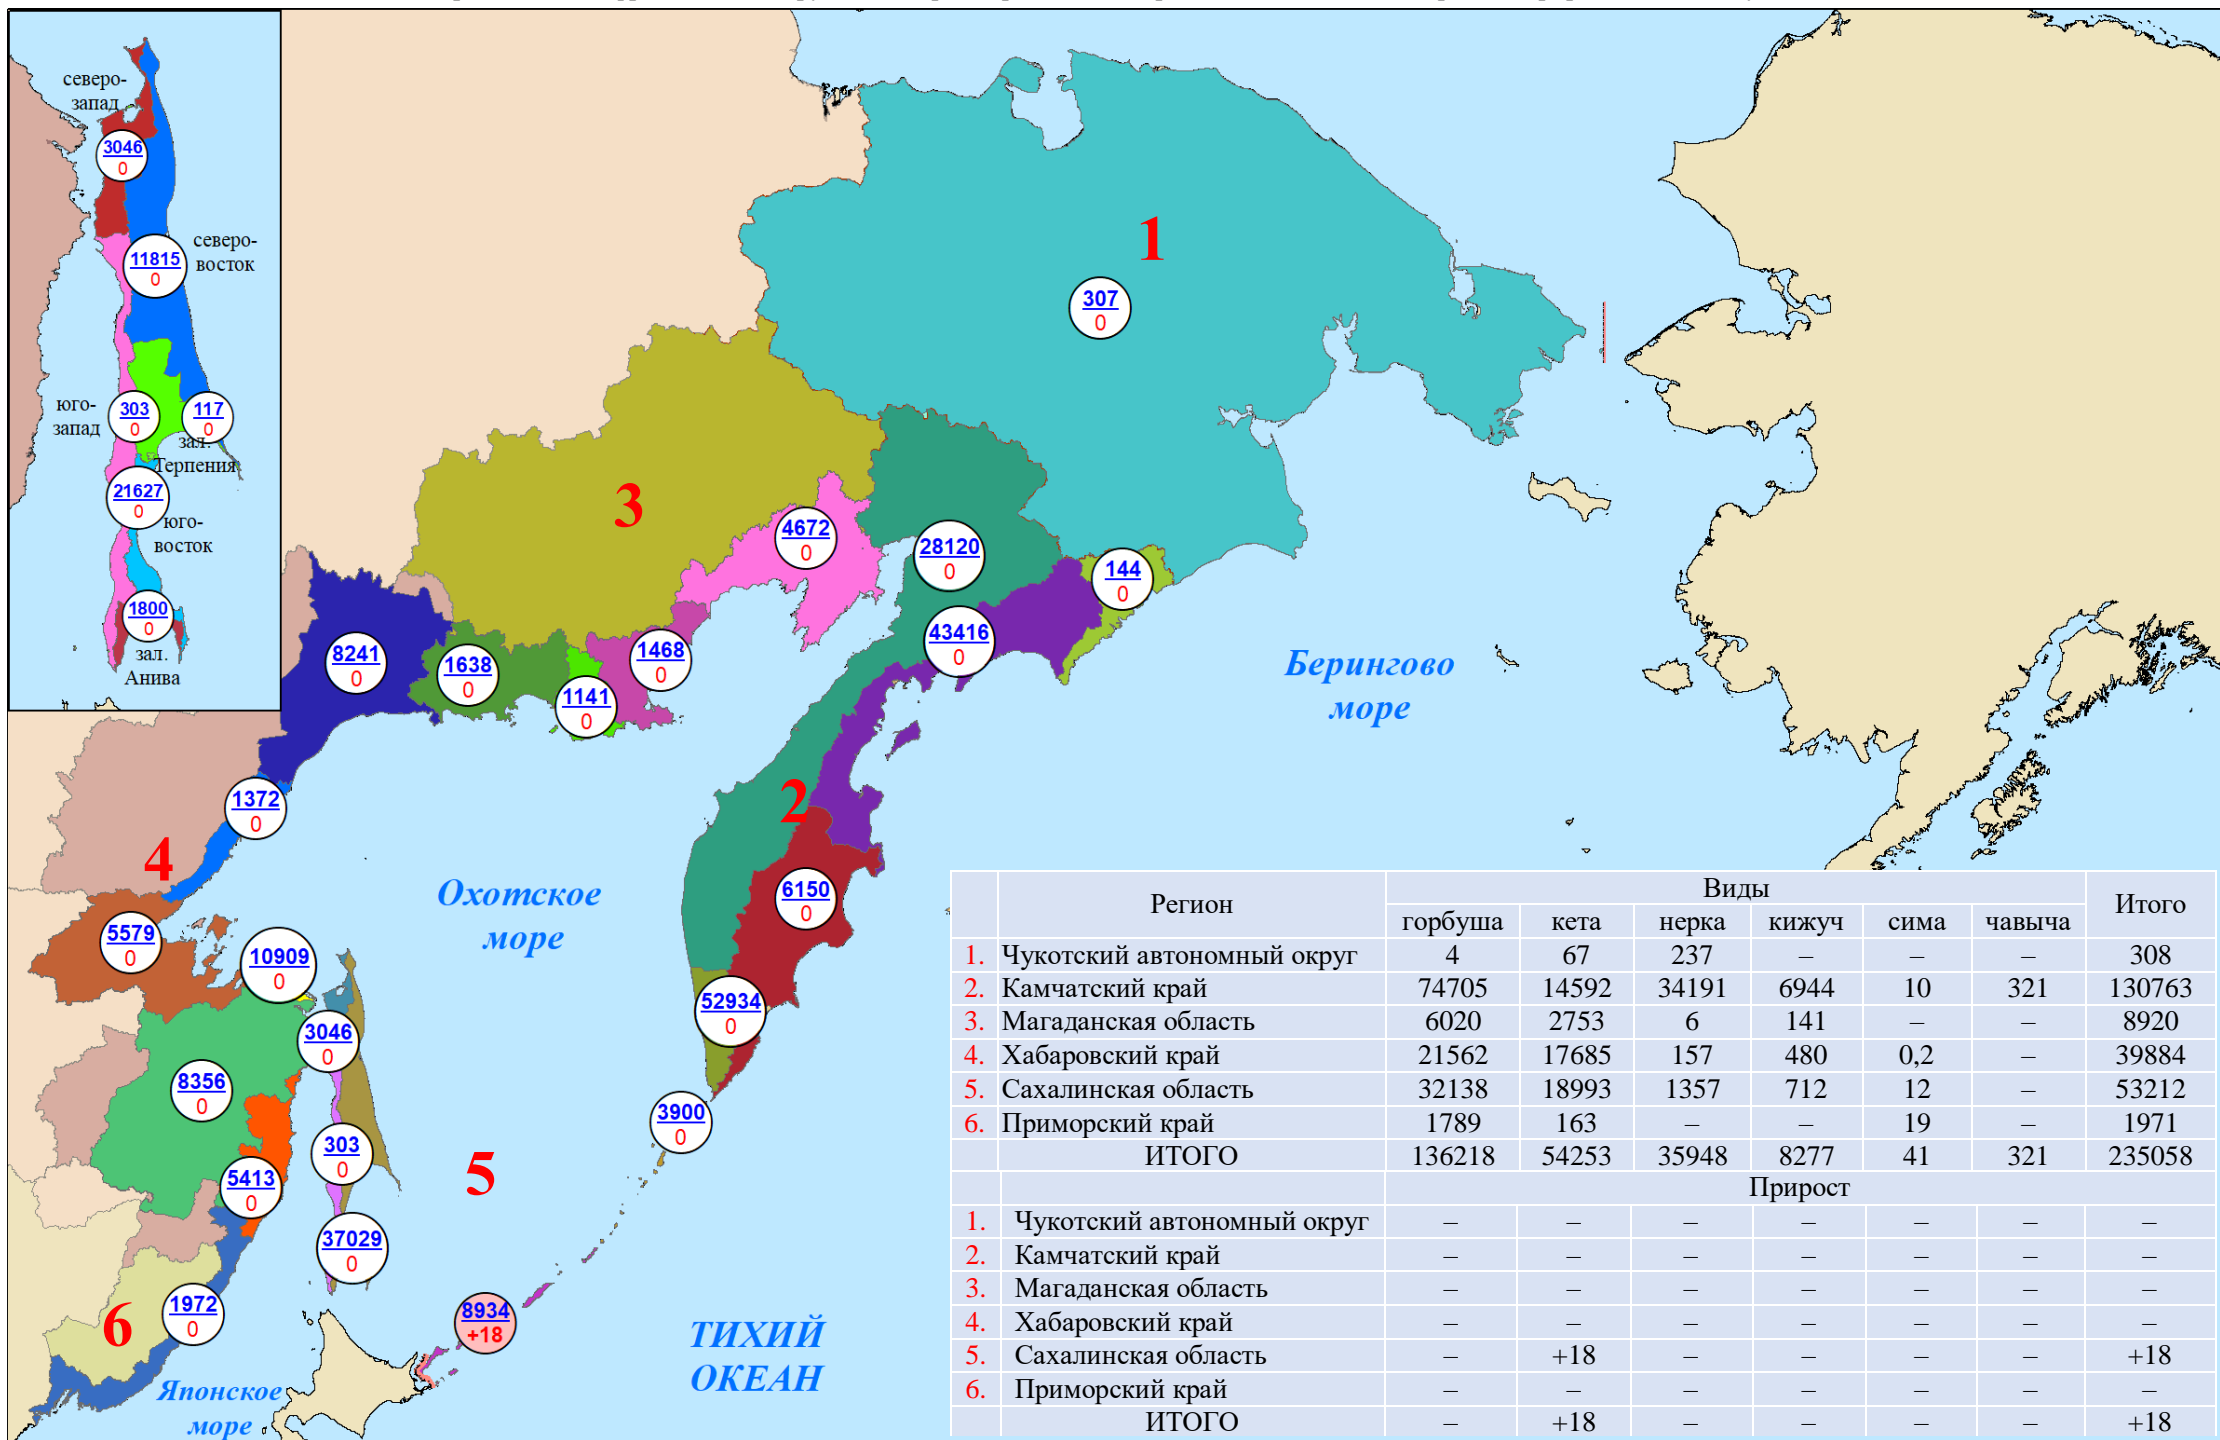 северо-
запад
3046
0
северо-
восток
11815
0
юго-
запад
303
0
117
0
зал.
Терпения
21627
0
юго-
восток
1800
0
зал.
Анива
1
307
0
3
4672
0
28120
0
144
0
43416
0
8241
0
1638
0
1468
0
1141
0
Берингово
море
1372
0
2
4
Охотское
море
6150
0
5579
0
10909
0
52934
0
3046
0
8356
0
3900
0
303
0
5
5413
0
37029
0
6
1972
0
8934
+18
ТИХИЙ
ОКЕАН
Японское
море
Регион Виды Итого
горбуша кета нерка кижуч сима чавыча
1. Чукотский автономный округ 4 67 237 – – – 308
2. Камчатский край 74705 14592 34191 6944 10 321 130763
3. Магаданская область 6020 2753 6 141 – – 8920
4. Хабаровский край 21562 17685 157 480 0,2 – 39884
5. Сахалинская область 32138 18993 1357 712 12 – 53212
6. Приморский край 1789 163 – – 19 – 1971
ИТОГО 136218 54253 35948 8277 41 321 235058
Прирост
1. Чукотский автономный округ – – – – – – –
2. Камчатский край – – – – – – –
3. Магаданская область – – – – – – –
4. Хабаровский край – – – – – – –
5. Сахалинская область – +18 – – – – +18
6. Приморский край – – – – – – –
ИТОГО – +18 – – – – +18